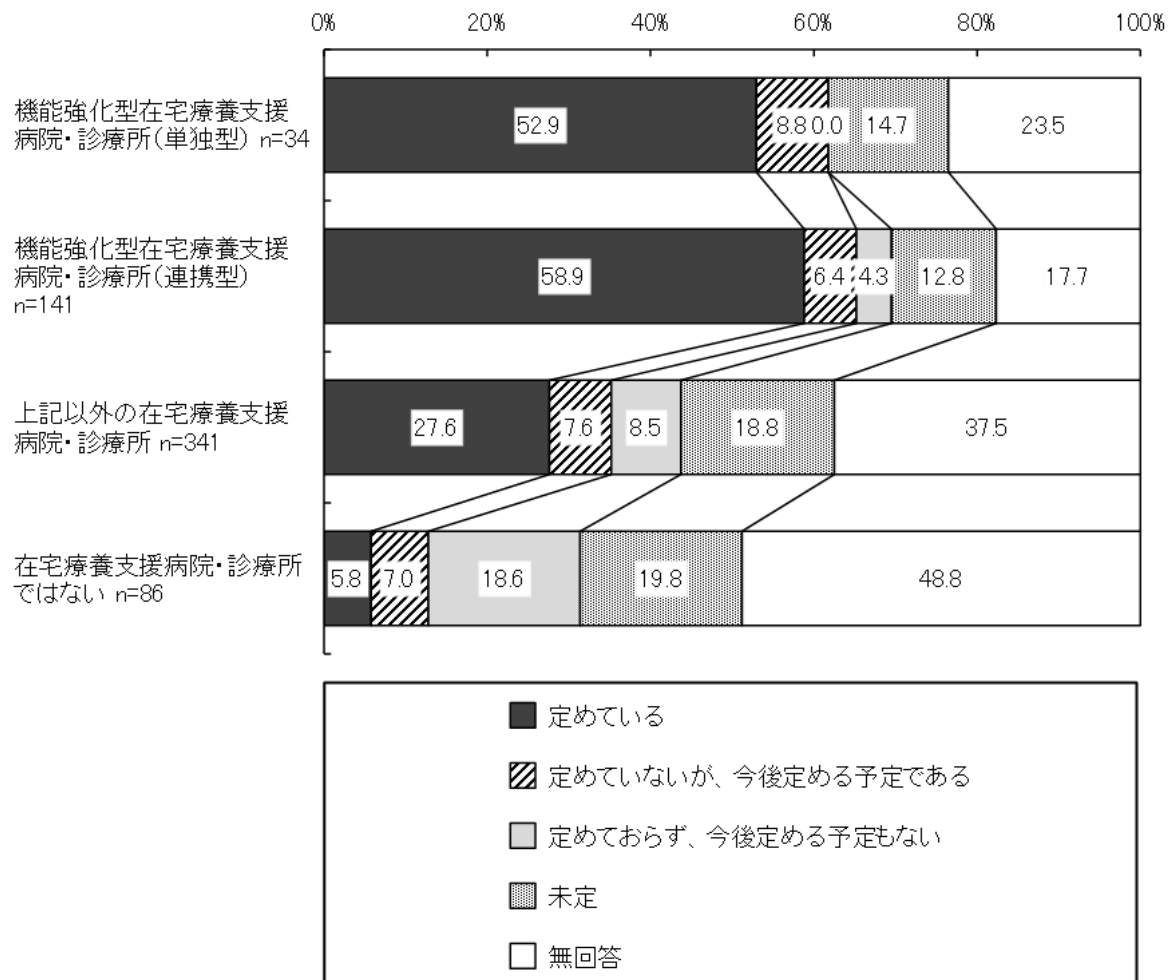 0% 20% 40% 60% 80% 100%
機能強化型在宅療養支援
病院・診療所(単独型) n=34
52.9 8.8 0.0 14.7 23.5
機能強化型在宅療養支援
病院・診療所(連携型)
n=141
58.9 6.4 4.3 12.8 17.7
上記以外の在宅療養支援
病院・診療所 n=341
27.6 7.6 8.5 18.8 37.5
在宅療養支援病院・診療所
ではない n=86
5.8 7.0 18.6 19.8 48.8
定めている
定めていないが、今後定める予定である
定めておらず、今後定める予定もない
未定
無回答